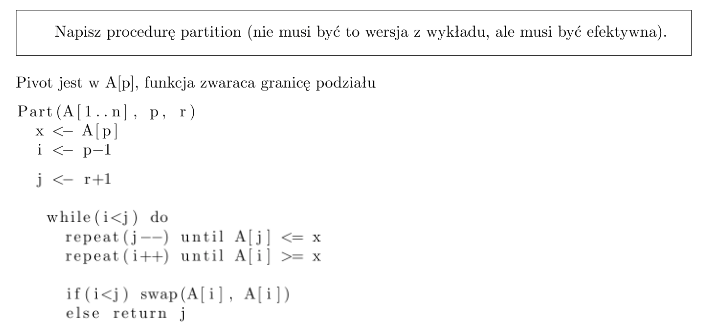 Napisz procedurę partition (nie musi być to wersja z wykładu, ale musi być efektywna).
Pivot jest w A[p], funkcja zwaraca granicę podziału
Part(A[1..n], p, r)
x <- A[p]
i <- p-1
j <- r+1
while(i<j) do
repeat(j--) until A[j] <= x
repeat(i++) until A[i] >= x
if(i<j) swap(A[i], A[i])
else return j